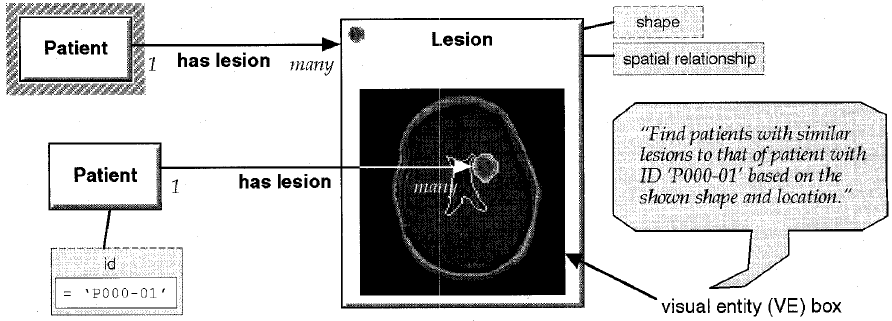 Patient
1
has lesion
many
Lesion
shape
spatial relationship
Patient
1
has lesion
many
id
= 'P000-01'
"Find patients with similar
lesions to that of patient with
ID 'P000-01' based on the
shown shape and location."
visual entity (VE) box